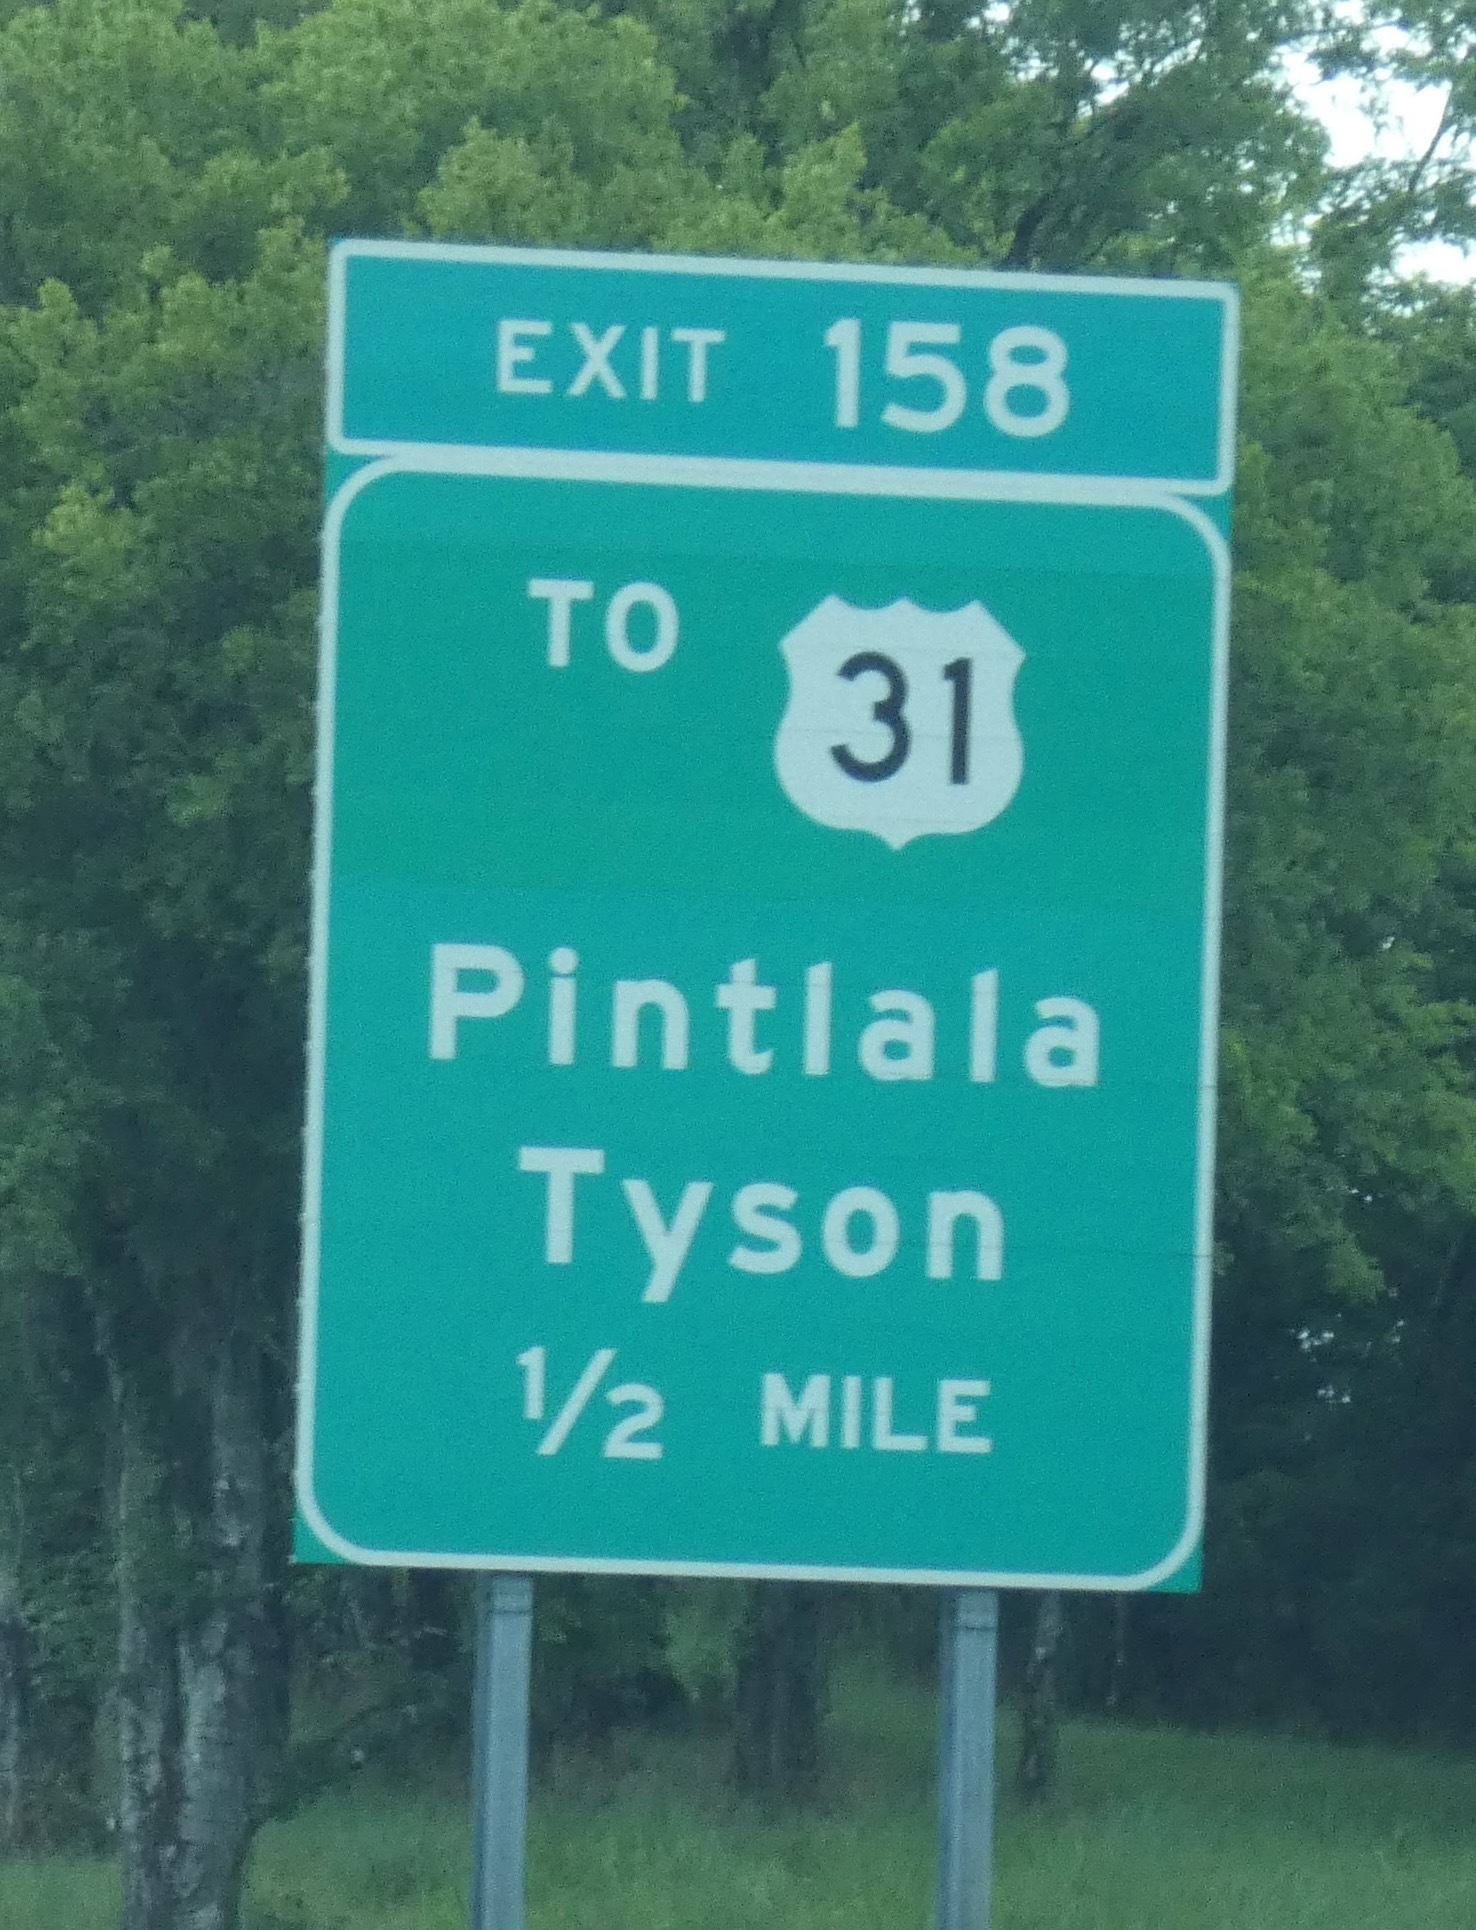 EXIT 158
TO 31
Pintlala
Tyson
1/2 MILE